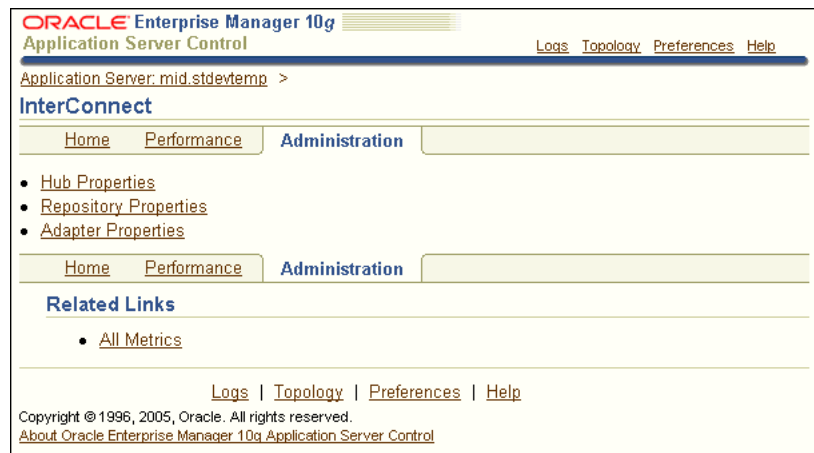 ORACLE Enterprise Manager 10g
Application Server Control
Logs Topology Preferences Help
Application Server: mid.stdevtemp >
InterConnect
Home Performance Administration
• Hub Properties
• Repository Properties
• Adapter Properties
Home Performance Administration
Related Links
• All Metrics
Logs | Topology | Preferences | Help
Copyright © 1996, 2005, Oracle. All rights reserved.
About Oracle Enterprise Manager 10g Application Server Control